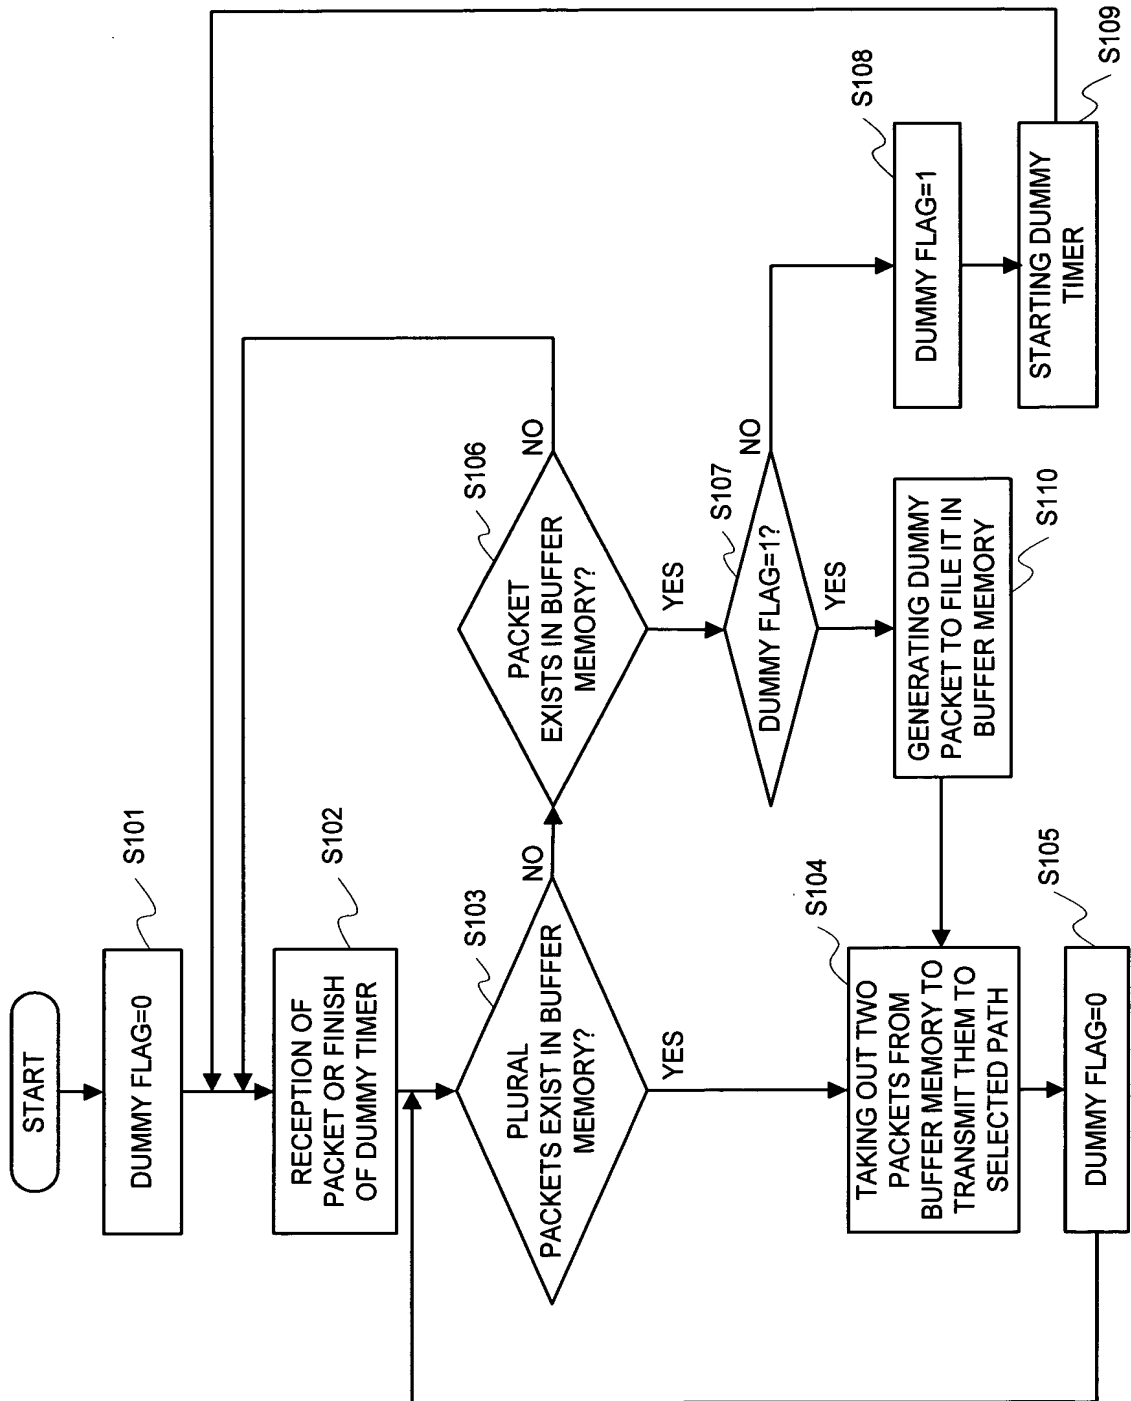 START
DUMMY FLAG=0
S101
RECEPTION OF
PACKET OR FINISH
OF DUMMY TIMER
S102
PLURAL
PACKETS EXIST IN BUFFER
MEMORY?
S103
NO
YES
TAKING OUT TWO
PACKETS FROM
BUFFER MEMORY TO
TRANSMIT THEM TO
SELECTED PATH
S104
DUMMY FLAG=0
S105
PACKET
EXISTS IN BUFFER
MEMORY?
S106
NO
YES
DUMMY FLAG=1?
S107
NO
YES
DUMMY FLAG=1
S108
STARTING DUMMY
TIMER
S109
GENERATING DUMMY
PACKET TO FILE IT IN
BUFFER MEMORY
S110